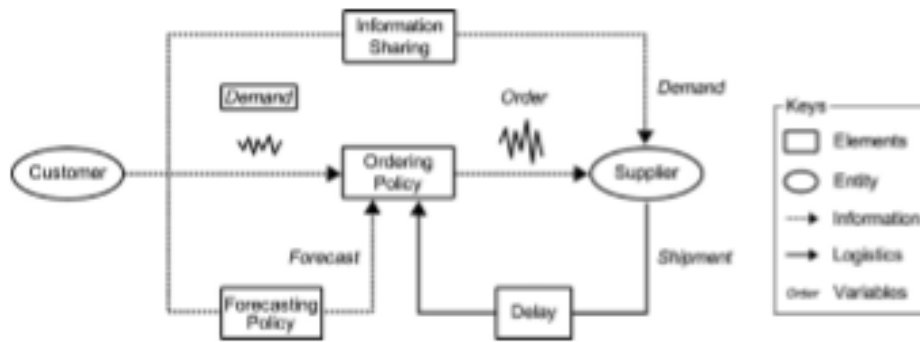 Information
Sharing
Demand
Order
Demand
Customer
Ordering
Policy
Supplier
Forecast
Shipment
Forecasting
Policy
Delay
Keys
Elements
Entity
Information
Logistics
Order Variables